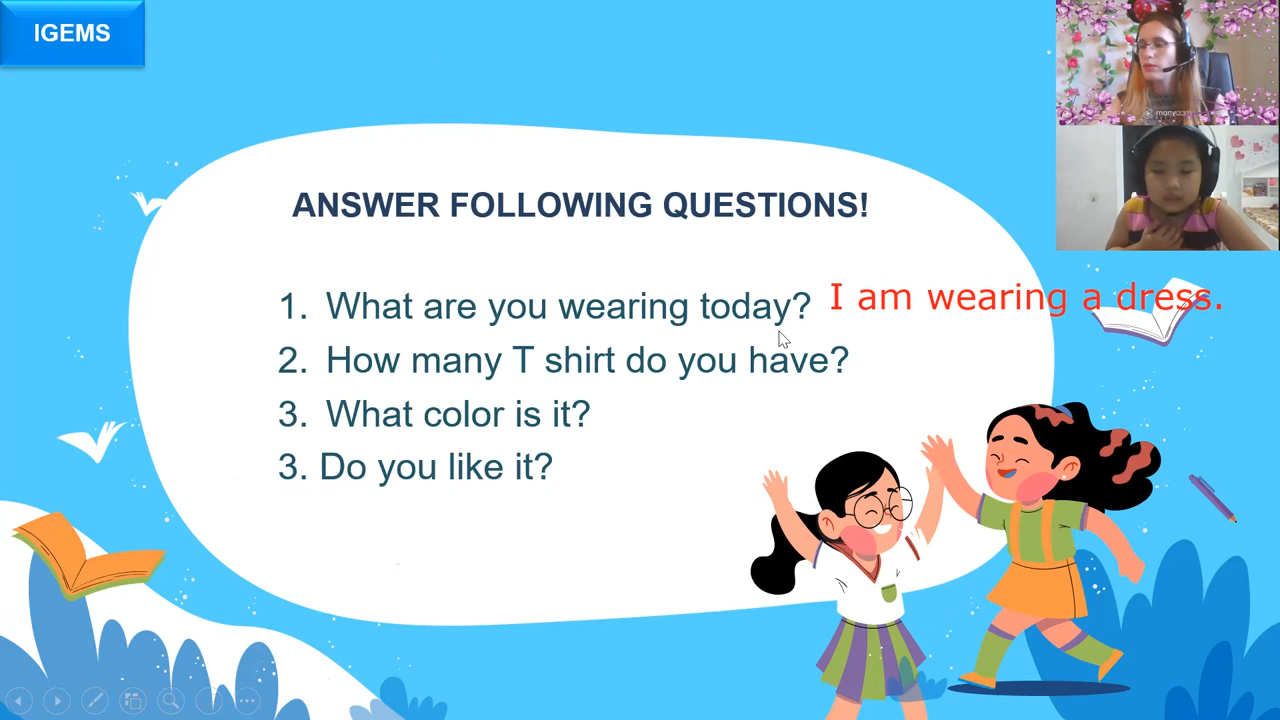 IGEMS
ANSWER FOLLOWING QUESTIONS!
1. What are you wearing today? I am wearing a dress.
2. How many T shirt do you have?
3. What color is it?
3. Do you like it?
manycam